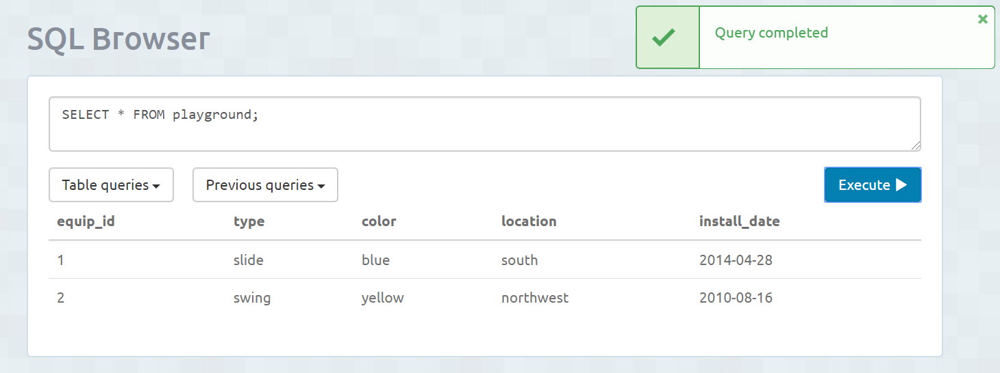 SQL Browser
Query completed
SELECT * FROM playground;
Table queries
Previous queries
Execute
equip_id type color location install_date
1 slide blue south 2014-04-28
2 swing yellow northwest 2010-08-16